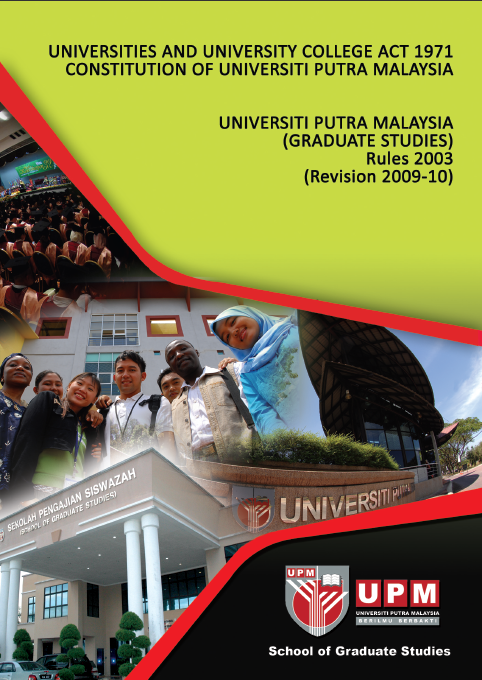 UNIVERSITIES AND UNIVERSITY COLLEGE ACT 1971
CONSTITUTION OF UNIVERSITI PUTRA MALAYSIA
UNIVERSITI PUTRA MALAYSIA
(GRADUATE STUDIES)
Rules 2003
(Revision 2009-10)
SEKOLAH PENGAJIAN SISWAZAH
(SCHOOL OF GRADUATE STUDIES)
UNIVERSITI
UPM
UPM
UNIVERSITI PUTRA MALAYSIA
BERILMU BERBAKTI
School of Graduate Studies